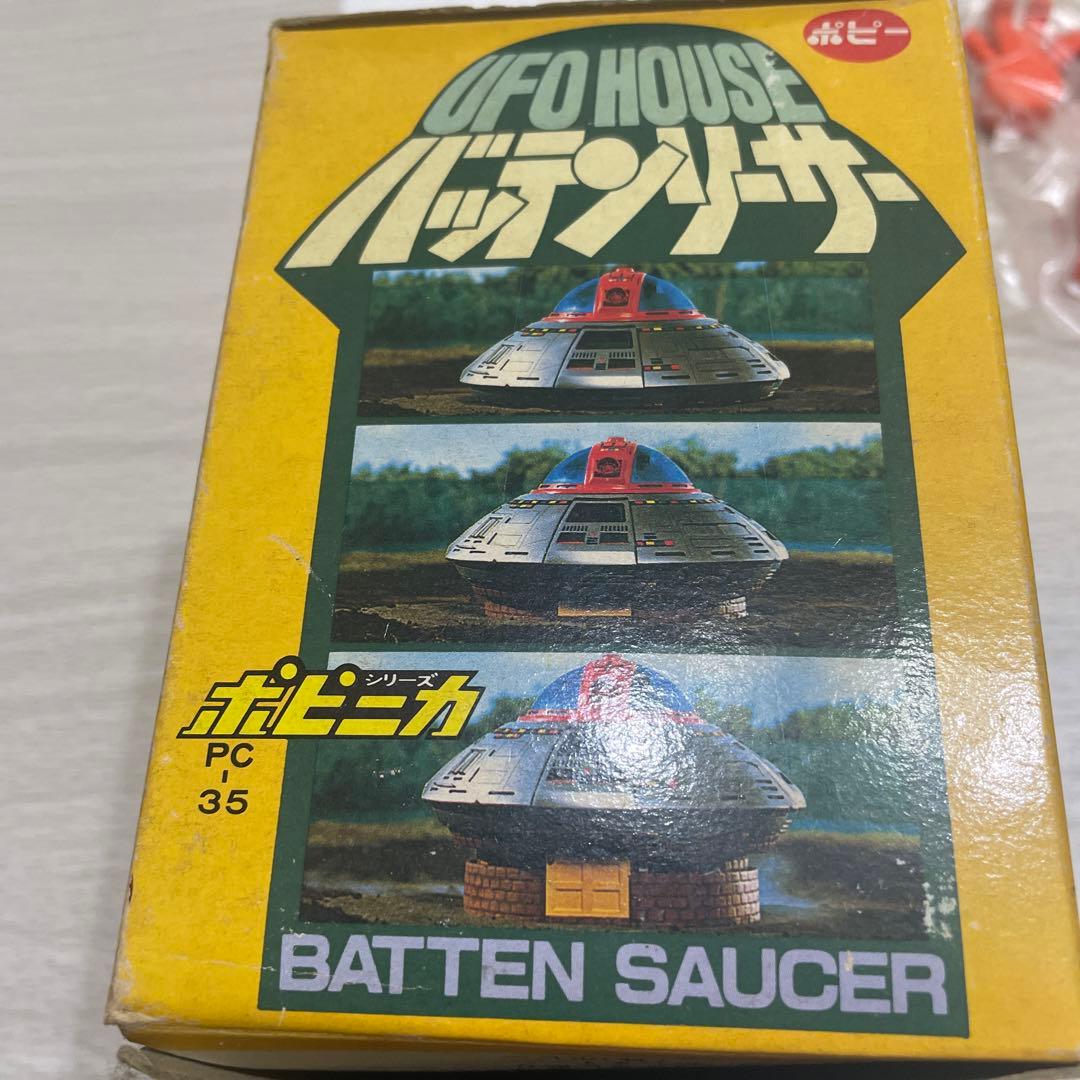 ポピー
UFO HOUSE
バッテンソーサー
シリーズ
ポピニカ
PC
-
35
BATTEN SAUCER